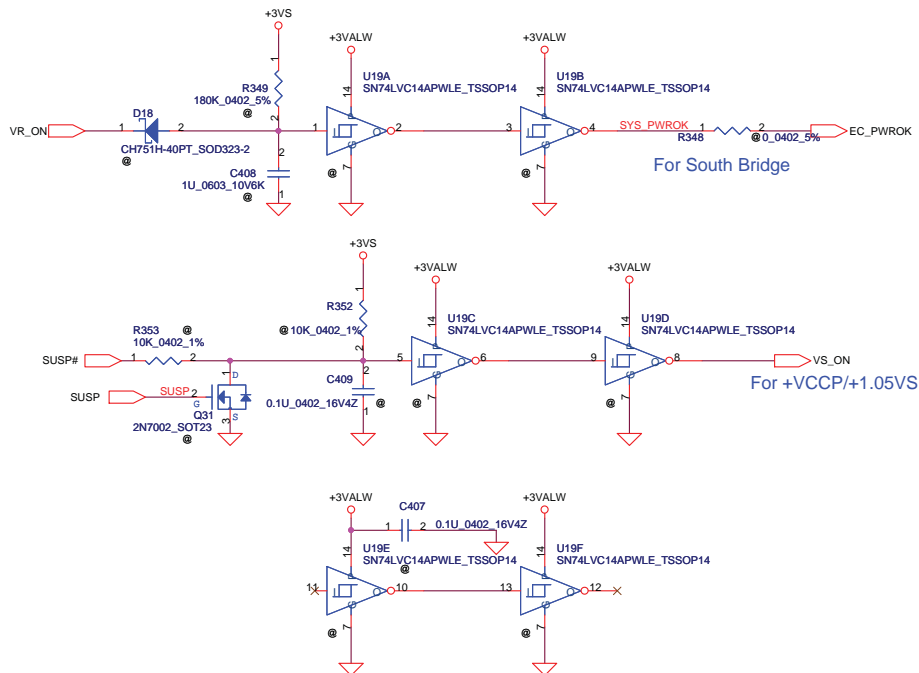 +3VS
+3VALW
+3VALW
1
R349
180K_0402_5%
@
2
U19A
SN74LVC14APWLE_TSSOP14
U19B
SN74LVC14APWLE_TSSOP14
14
P
14
P
D18
VR_ON
1
2
1
2
3
4
SYS_PWROK
1
2
EC_PWROK
R348
@ 0_0402_5%
O
O
G
G
CH751H-40PT_SOD323-2
@
2
C408
1U_0603_10V6K
1
@
@
7
@
7
For South Bridge
+3VS
+3VALW
+3VALW
1
R352
@ 10K_0402_1%
2
U19C
SN74LVC14APWLE_TSSOP14
U19D
SN74LVC14APWLE_TSSOP14
14
P
14
P
R353
@
10K_0402_1%
SUSP#
1
2
5
6
9
8
VS_ON
O
O
G
G
For +VCCP/+1.05VS
1
D
2
C409
0.1U_0402_16V4Z
1
@
@
7
@
7
SUSP
SUSP
2
G
S
3
Q31
2N7002_SOT23
@
+3VALW
+3VALW
C407
1
2
0.1U_0402_16V4Z
@
14
P
14
P
U19E
SN74LVC14APWLE_TSSOP14
U19F
SN74LVC14APWLE_TSSOP14
11
10
13
12
O
O
G
G
@
7
@
7